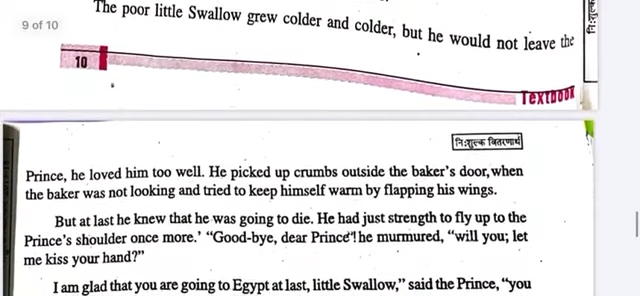 The poor little Swallow grew colder and colder, but he would not leave the
9 of 10
10
Textbook
निःशुल्क वितरणार्थ
Prince, he loved him too well. He picked up crumbs outside the baker's door, when
the baker was not looking and tried to keep himself warm by flapping his wings.
But at last he knew that he was going to die. He had just strength to fly up to the
Prince's shoulder once more.' “Good-bye, dear Prince”! he murmured, “will you; let
me kiss your hand?”
I am glad that you are going to Egypt at last, little Swallow,” said the Prince, “you